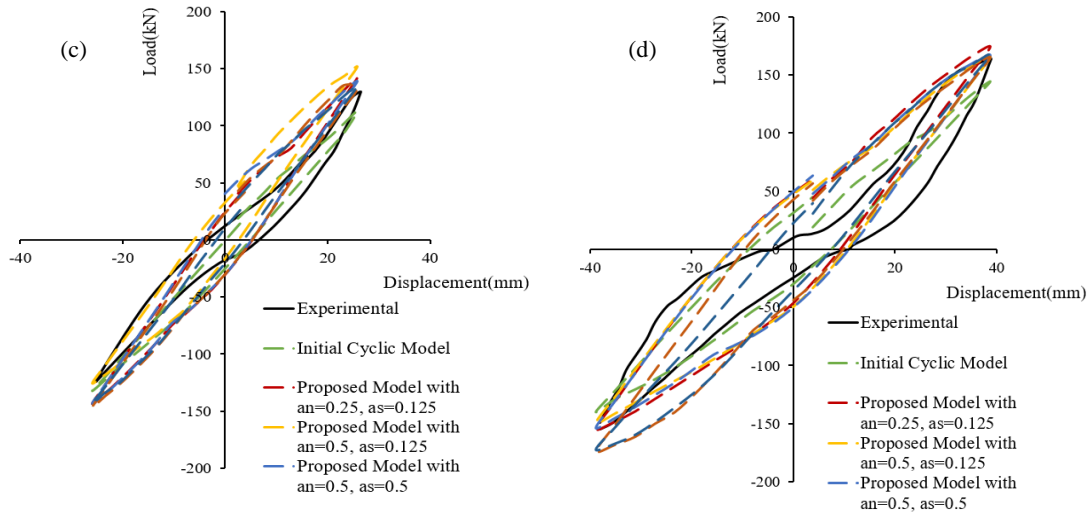 (c)
Load(kN)
200
150
100
50
0
-50
-100
-150
-200
-40
-20
0
20
40
Displacement(mm)
Experimental
Initial Cyclic Model
Proposed Model with
an=0.25, as=0.125
Proposed Model with
an=0.5, as=0.125
Proposed Model with
an=0.5, as=0.5
(d)
Load(kN)
200
150
100
50
0
-50
-100
-150
-200
-40
-20
0
20
40
Displacement(mm)
Experimental
Initial Cyclic Model
Proposed Model with
an=0.25, as=0.125
Proposed Model with
an=0.5, as=0.125
Proposed Model with
an=0.5, as=0.5